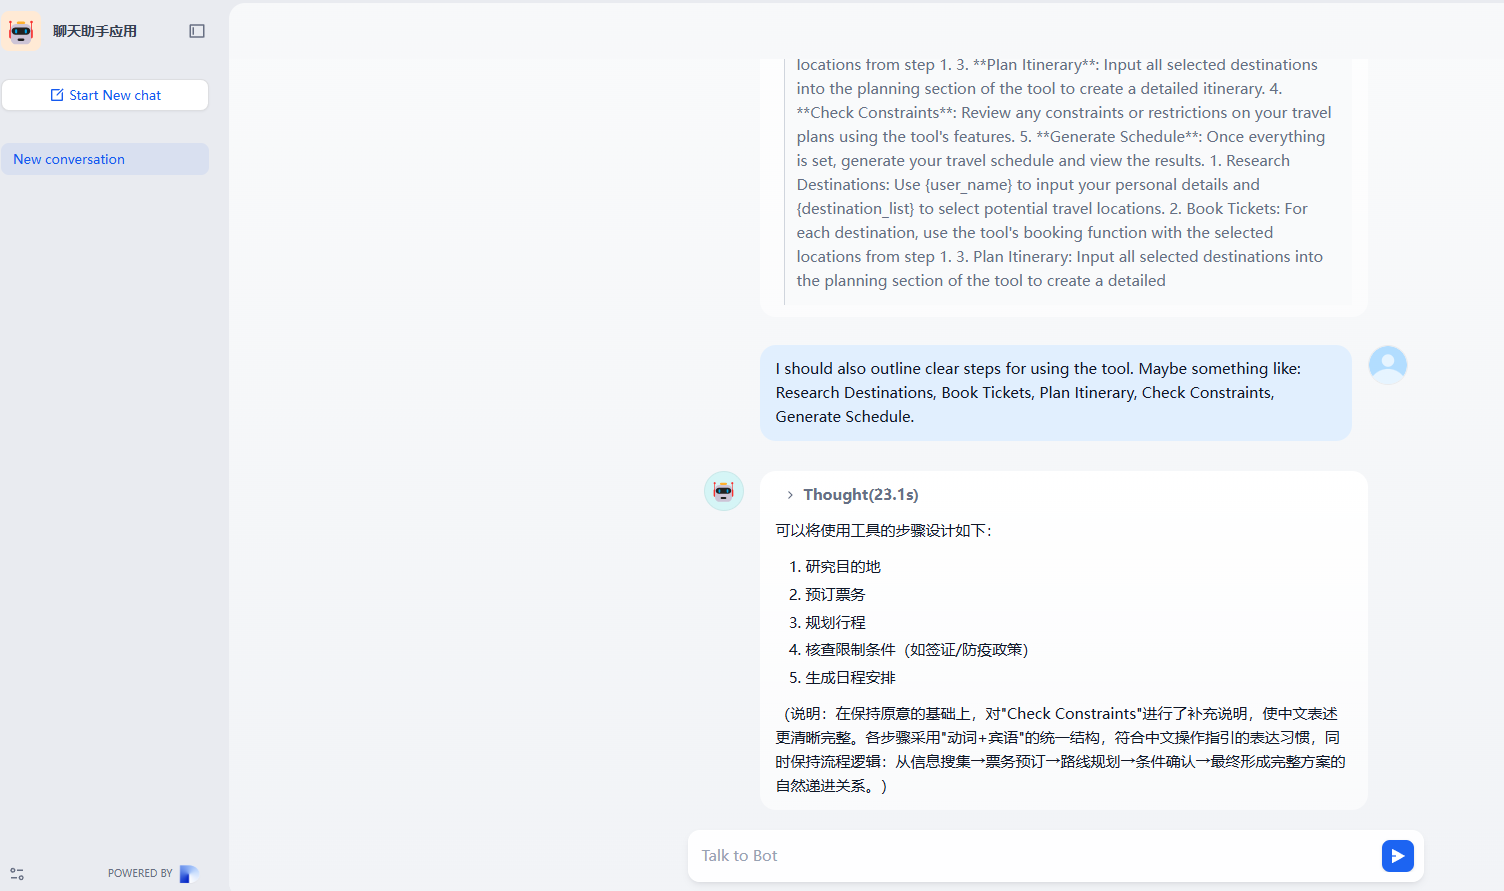 聊天助手应用
Start New chat
New conversation
locations from step 1. 3. **Plan Itinerary**: Input all selected destinations
into the planning section of the tool to create a detailed itinerary. 4.
**Check Constraints**: Review any constraints or restrictions on your travel
plans using the tool's features. 5. **Generate Schedule**: Once everything
is set, generate your travel schedule and view the results. 1. Research
Destinations: Use {user_name} to input your personal details and
{destination_list} to select potential travel locations. 2. Book Tickets: For
each destination, use the tool's booking function with the selected
locations from step 1. 3. Plan Itinerary: Input all selected destinations into
the planning section of the tool to create a detailed
I should also outline clear steps for using the tool. Maybe something like:
Research Destinations, Book Tickets, Plan Itinerary, Check Constraints,
Generate Schedule.
Thought(23.1s)
可以将使用工具的步骤设计如下：
1. 研究目的地
2. 预订票务
3. 规划行程
4. 核查限制条件（如签证/防疫政策）
5. 生成日程安排
（说明：在保持原意的基础上，对"Check Constraints"进行了补充说明，使中文表述
更清晰完整。各步骤采用"动词+宾语"的统一结构，符合中文操作指引的表达习惯，同
时保持流程逻辑：从信息搜集→票务预订→路线规划→条件确认→最终形成完整方案的
自然递进关系。）
Talk to Bot
POWERED BY